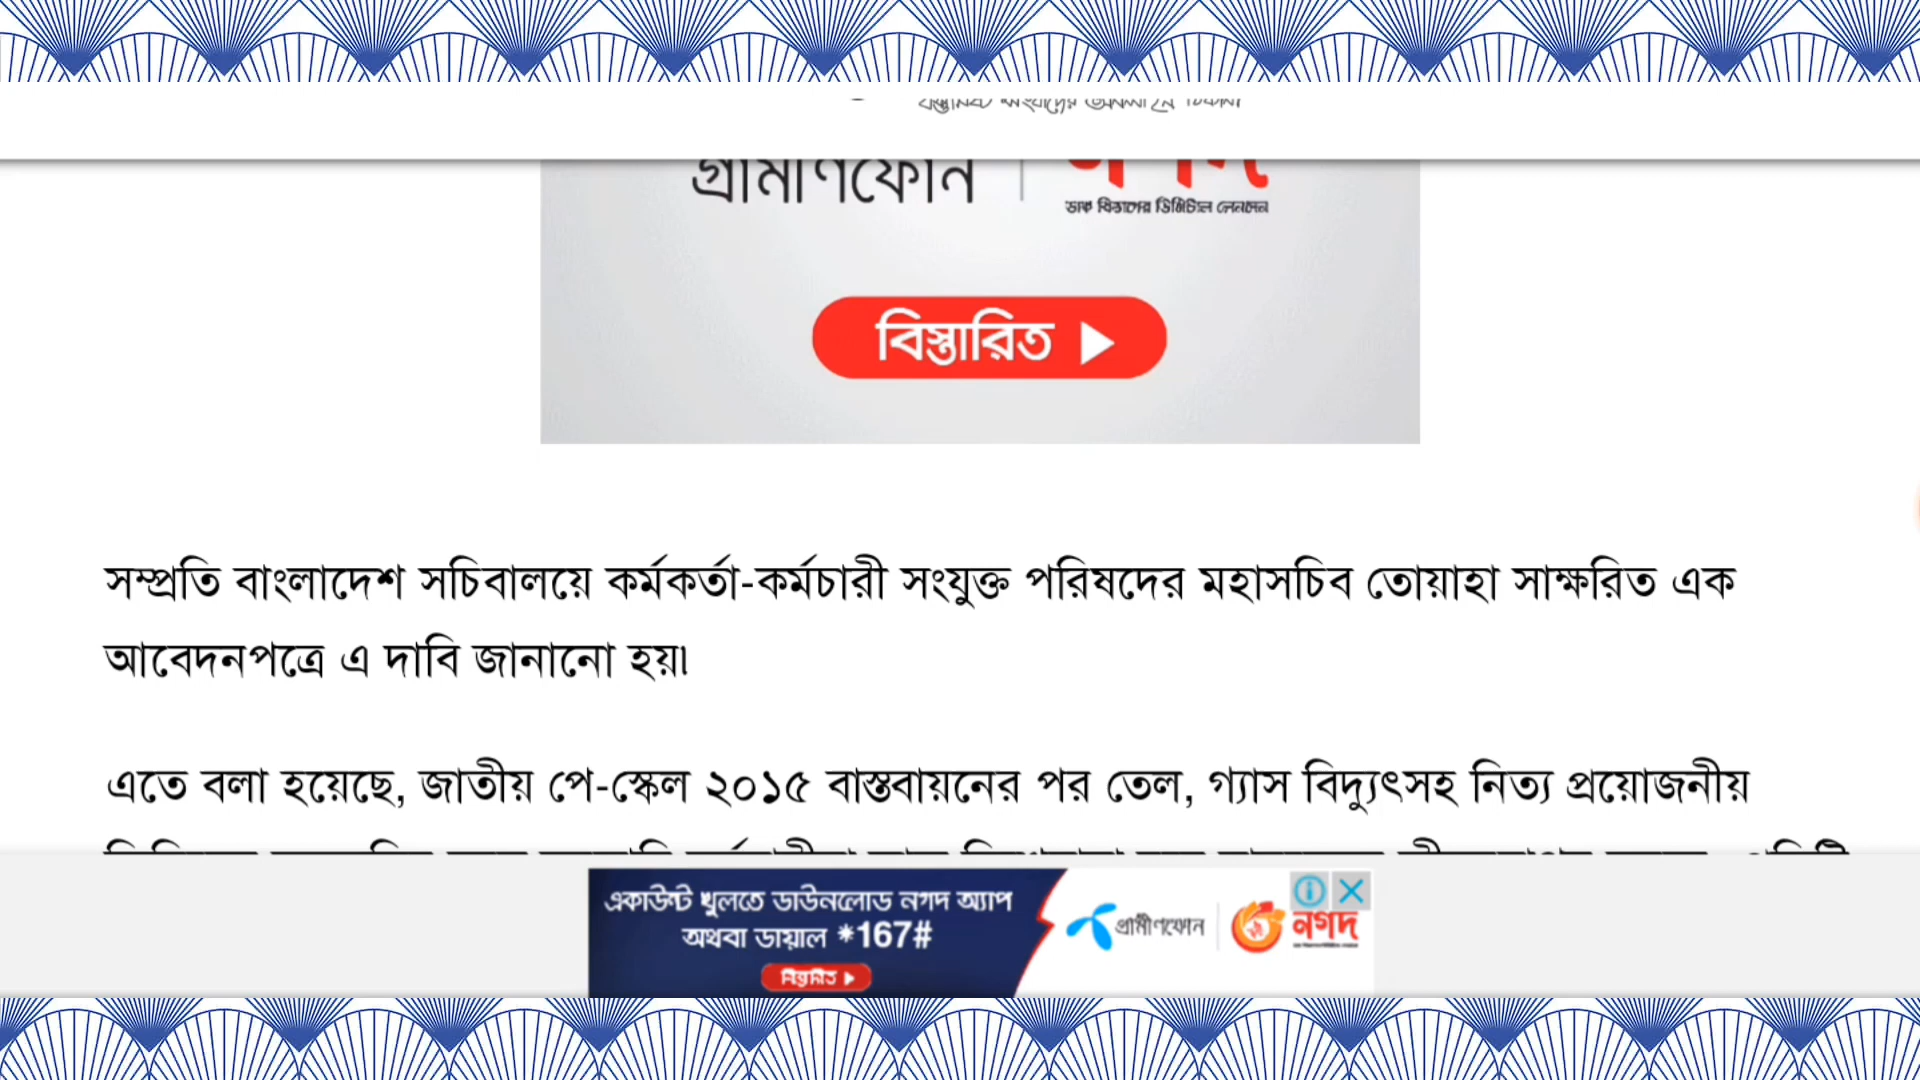 গ্রামীণফোন
ডাক বিভাগের ডিজিটাল লেনদেন
বিস্তারিত
সম্প্রতি বাংলাদেশ সচিবালয়ে কর্মকর্তা-কর্মচারী সংযুক্ত পরিষদের মহাসচিব তোয়াহা সাক্ষরিত এক
আবেদনপত্রে এ দাবি জানানো হয়৷
এতে বলা হয়েছে, জাতীয় পে-স্কেল ২০১৫ বাস্তবায়নের পর তেল, গ্যাস বিদ্যুৎসহ নিত্য প্রয়োজনীয়
একাউন্ট খুলতে ডাউনলোড নগদ অ্যাপ
অথবা ডায়াল *167#
বিস্তারিত
গ্রামীণফোন
নগদ